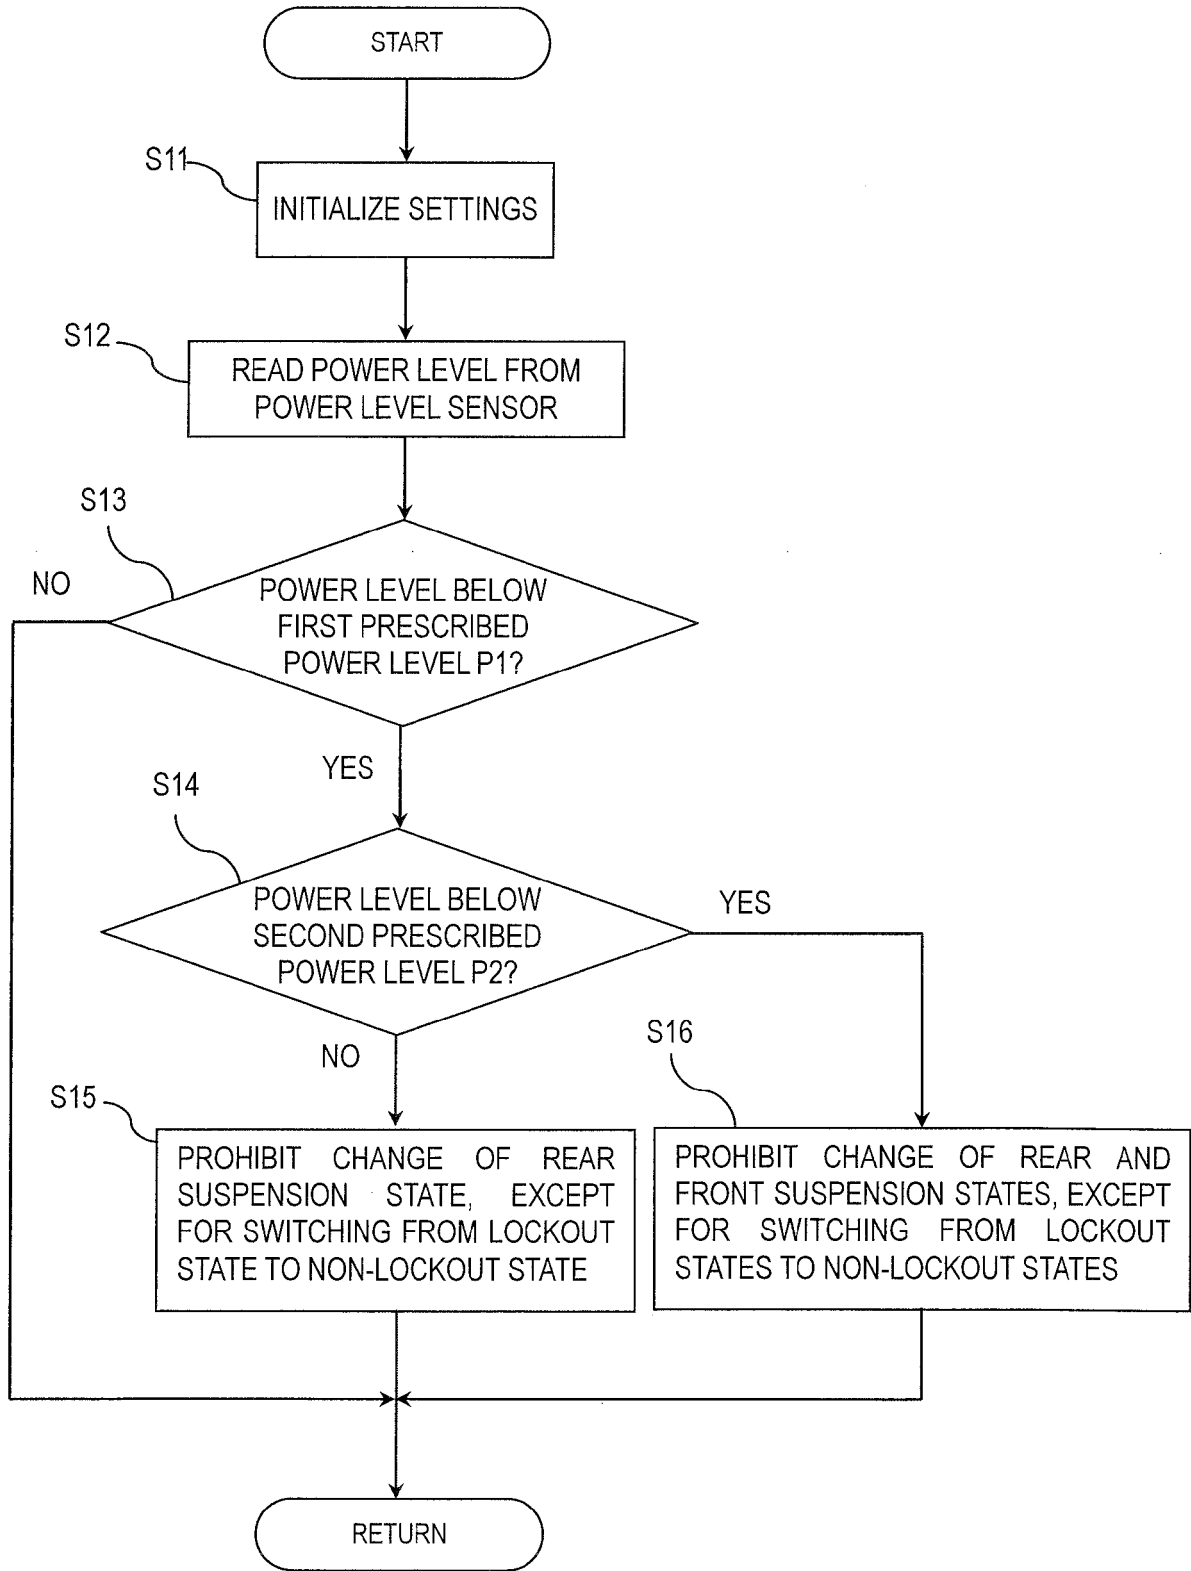 START
S11
INITIALIZE SETTINGS
S12
READ POWER LEVEL FROM
POWER LEVEL SENSOR
S13
NO
POWER LEVEL BELOW
FIRST PRESCRIBED
POWER LEVEL P1?
YES
S14
POWER LEVEL BELOW
SECOND PRESCRIBED
POWER LEVEL P2?
YES
NO
S15
PROHIBIT CHANGE OF REAR
SUSPENSION STATE, EXCEPT
FOR SWITCHING FROM LOCKOUT
STATE TO NON-LOCKOUT STATE
S16
PROHIBIT CHANGE OF REAR AND
FRONT SUSPENSION STATES, EXCEPT
FOR SWITCHING FROM LOCKOUT
STATES TO NON-LOCKOUT STATES
RETURN